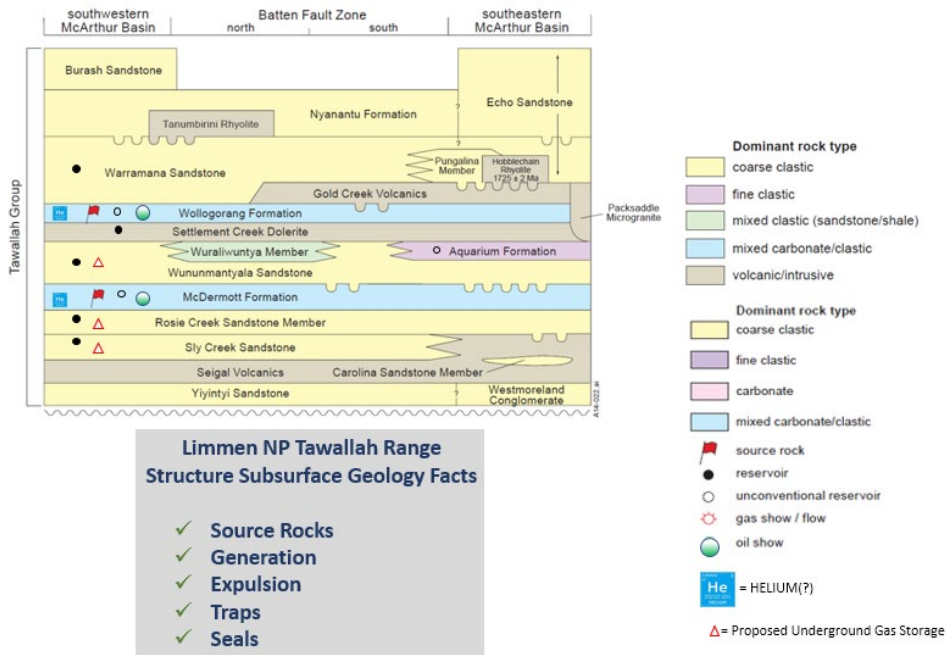 southwestern
McArthur Basin
Batten Fault Zone
north
south
southeastern
McArthur Basin
Tawallah Group
Burash Sandstone
Echo Sandstone
Nyanantu Formation
Tanumbirini Rhyolite
?
Pungalina
Member
Hobblechain
Rhyolite
1725 ± 2 Ma
Warramana Sandstone
Gold Creek Volcanics
Packsaddle
Microgranite
He
Wollogorang Formation
Settlement Creek Dolerite
Wuraliwuntya Member
Aquarium Formation
Wununmantyala Sandstone
He
McDermott Formation
Rosie Creek Sandstone Member
Sly Creek Sandstone
Seigal Volcanics
Carolina Sandstone Member
Yiyintyi Sandstone
?
Westmoreland
Conglomerate
A14-022.ai
Dominant rock type
coarse clastic
fine clastic
mixed clastic (sandstone/shale)
mixed carbonate/clastic
volcanic/intrusive
Dominant rock type
coarse clastic
fine clastic
carbonate
mixed carbonate/clastic
source rock
reservoir
unconventional reservoir
gas show / flow
oil show
He
HELIUM
= HELIUM(?)
= Proposed Underground Gas Storage
Limmen NP Tawallah Range
Structure Subsurface Geology Facts
✓ Source Rocks
✓ Generation
✓ Expulsion
✓ Traps
✓ Seals